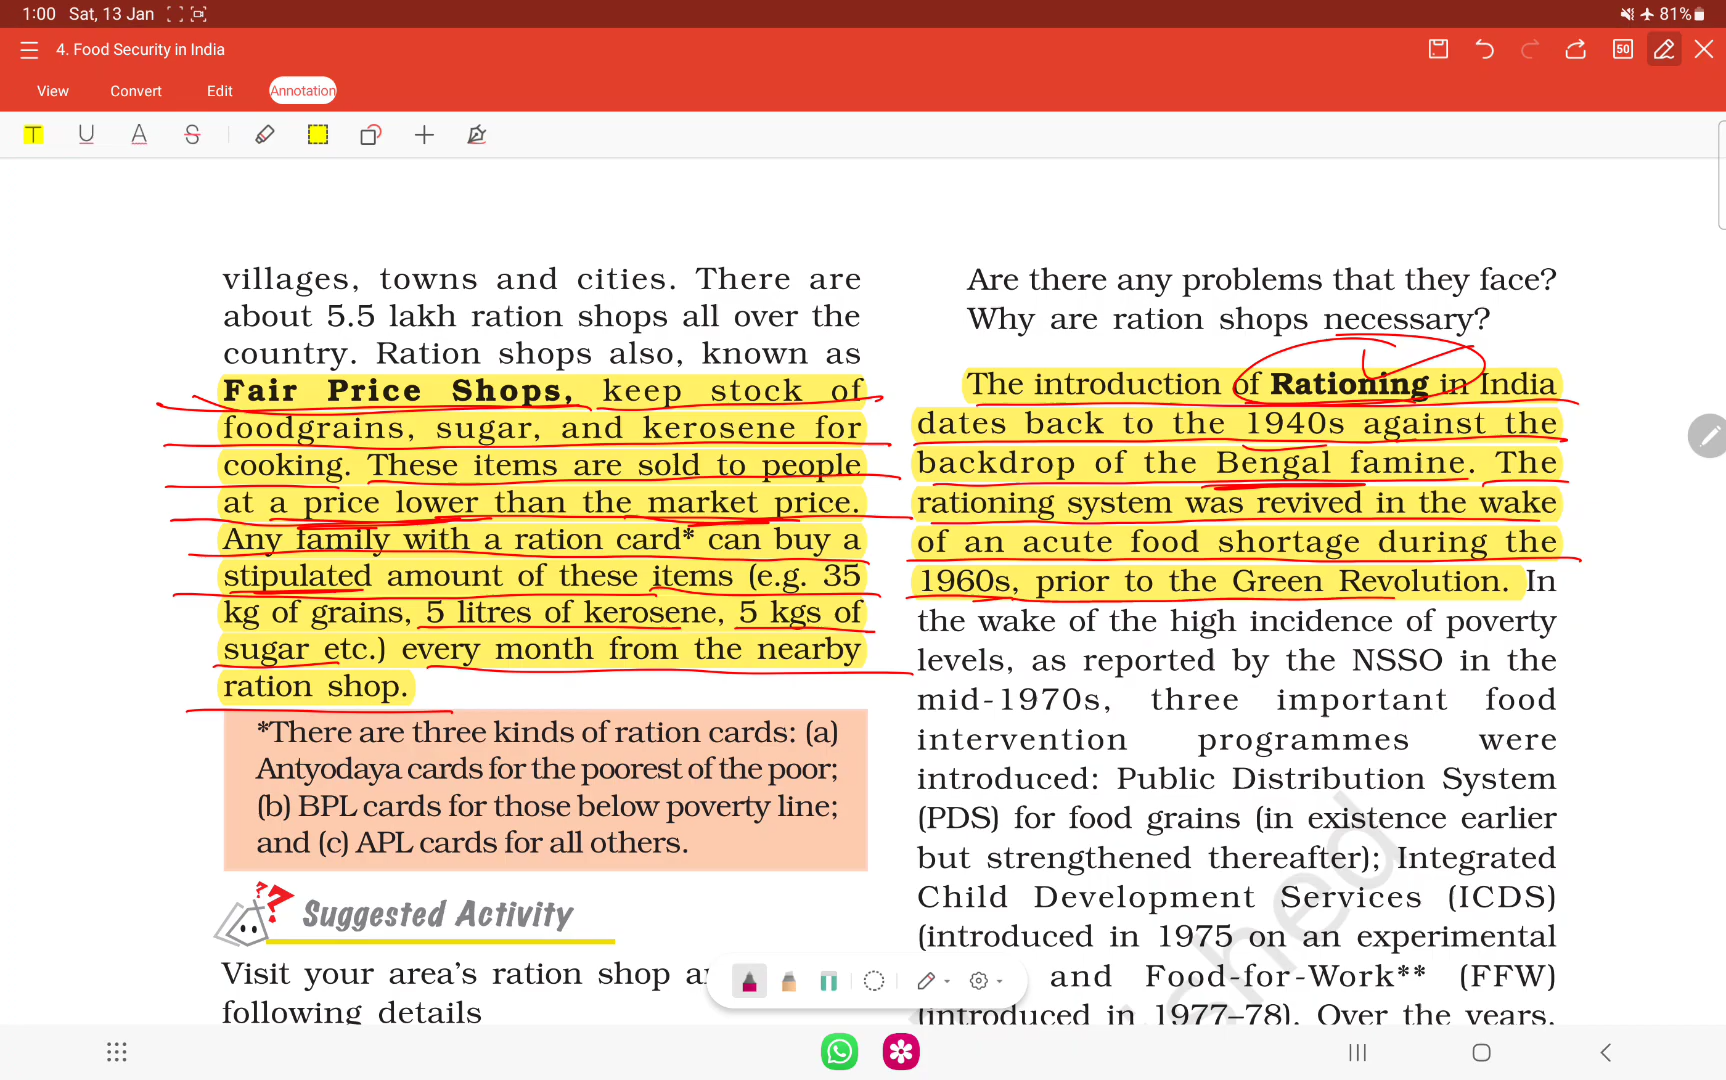 1:00 Sat, 13 Jan
81%
4. Food Security in India
50
View Convert Edit Annotation
villages, towns and cities. There are
about 5.5 lakh ration shops all over the
country. Ration shops also, known as
Fair Price Shops, keep stock of
foodgrains, sugar, and kerosene for
cooking. These items are sold to people
at a price lower than the market price.
Any family with a ration card* can buy a
stipulated amount of these items (e.g. 35
kg of grains, 5 litres of kerosene, 5 kgs of
sugar etc.) every month from the nearby
ration shop.
*There are three kinds of ration cards: (a)
Antyodaya cards for the poorest of the poor;
(b) BPL cards for those below poverty line;
and (c) APL cards for all others.
Suggested Activity
Visit your area's ration shop
following details
Are there any problems that they face?
Why are ration shops necessary?
The introduction of Rationing in India
dates back to the 1940s against the
backdrop of the Bengal famine. The
rationing system was revived in the wake
of an acute food shortage during the
1960s, prior to the Green Revolution. In
the wake of the high incidence of poverty
levels, as reported by the NSSO in the
mid-1970s, three important food
intervention programmes were
introduced: Public Distribution System
(PDS) for food grains (in existence earlier
but strengthened thereafter); Integrated
Child Development Services (ICDS)
(introduced in 1975 on an experimental
and Food-for-Work** (FFW)
(introduced in 1977–78). Over the years,